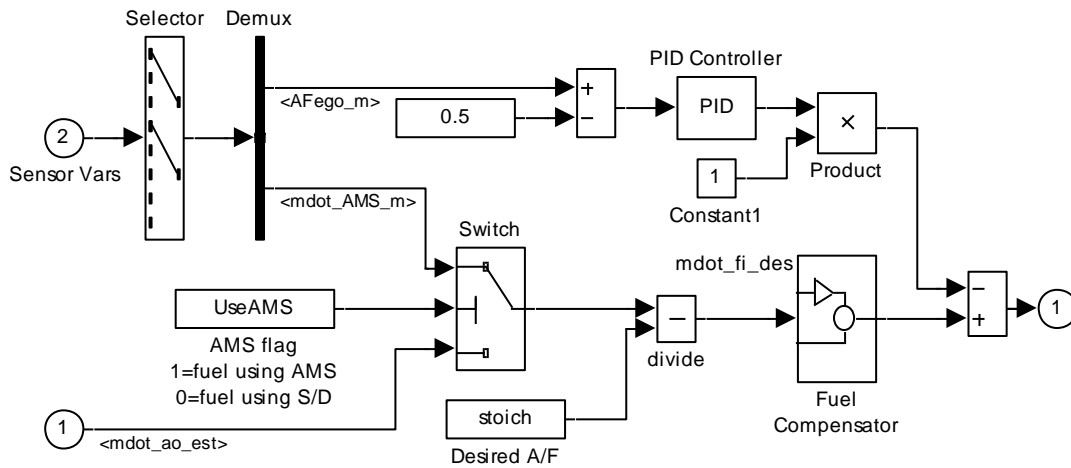 Selector
Demux
PID Controller
<AFego_m>
+
−
0.5
PID
×
2
Sensor Vars
1
Product
Constant1
<mdot_AMS_m>
Switch
mdot_fi_des
UseAMS
−
−
+
1
AMS flag
1=fuel using AMS
0=fuel using S/D
divide
Fuel
Compensator
stoich
1
<mdot_ao_est>
Desired A/F